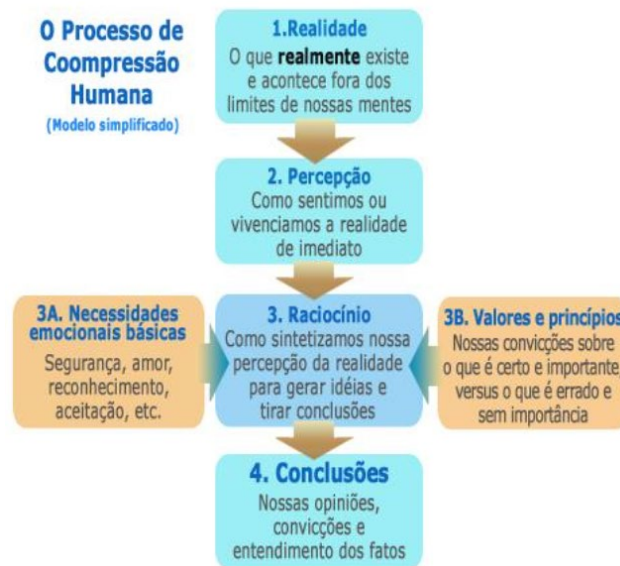 O Processo de
Coompressão
Humana
(Modelo simplificado)
1.Realidade
O que realmente existe
e acontece fora dos
limites de nossas mentes
2. Percepção
Como sentimos ou
vivenciamos a realidade
de imediato
3A. Necessidades
emocionais básicas
Segurança, amor,
reconhecimento,
aceitação, etc.
3. Raciocínio
Como sintetizamos nossa
percepção da realidade
para gerar idéias e
tirar conclusões
3B. Valores e princípios
Nossas convicções sobre
o que é certo e importante,
versus o que é errado e
sem importância
4. Conclusões
Nossas opiniões,
convicções e
entendimento dos fatos